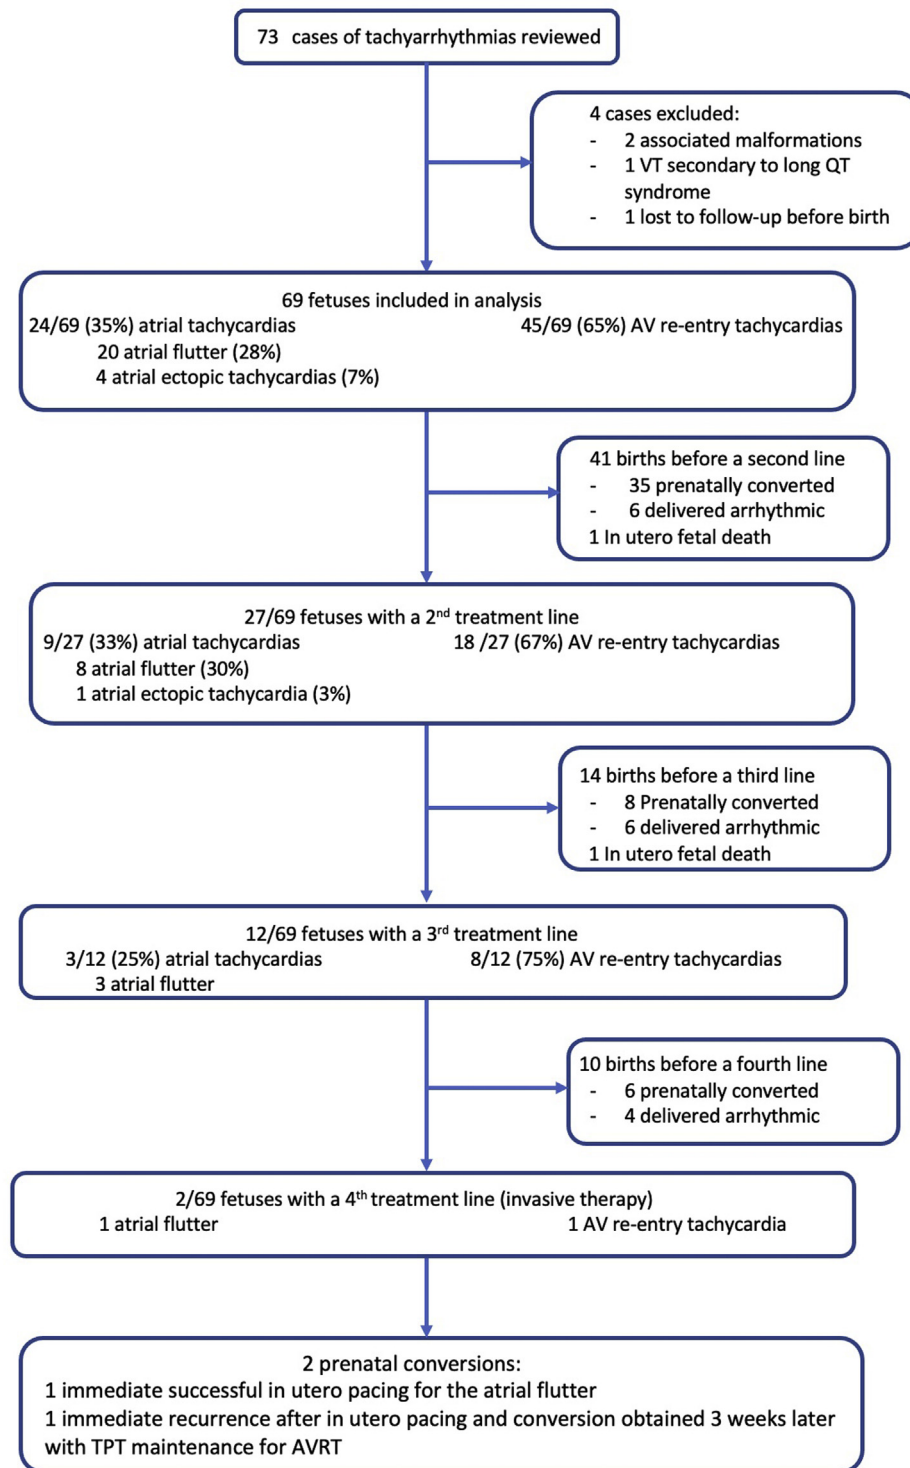 73 cases of tachyarrhythmias reviewed
4 cases excluded:
- 2 associated malformations
- 1 VT secondary to long QT
syndrome
- 1 lost to follow-up before birth
69 fetuses included in analysis
24/69 (35%) atrial tachycardias 45/69 (65%) AV re-entry tachycardias
20 atrial flutter (28%)
4 atrial ectopic tachycardias (7%)
41 births before a second line
- 35 prenatally converted
- 6 delivered arrhythmic
1 In utero fetal death
27/69 fetuses with a 2nd treatment line
9/27 (33%) atrial tachycardias 18 /27 (67%) AV re-entry tachycardias
8 atrial flutter (30%)
1 atrial ectopic tachycardia (3%)
14 births before a third line
- 8 Prenatally converted
- 6 delivered arrhythmic
1 In utero fetal death
12/69 fetuses with a 3rd treatment line
3/12 (25%) atrial tachycardias 8/12 (75%) AV re-entry tachycardias
3 atrial flutter
10 births before a fourth line
- 6 prenatally converted
- 4 delivered arrhythmic
2/69 fetuses with a 4th treatment line (invasive therapy)
1 atrial flutter 1 AV re-entry tachycardia
2 prenatal conversions:
1 immediate successful in utero pacing for the atrial flutter
1 immediate recurrence after in utero pacing and conversion obtained 3 weeks later
with TPT maintenance for AVRT